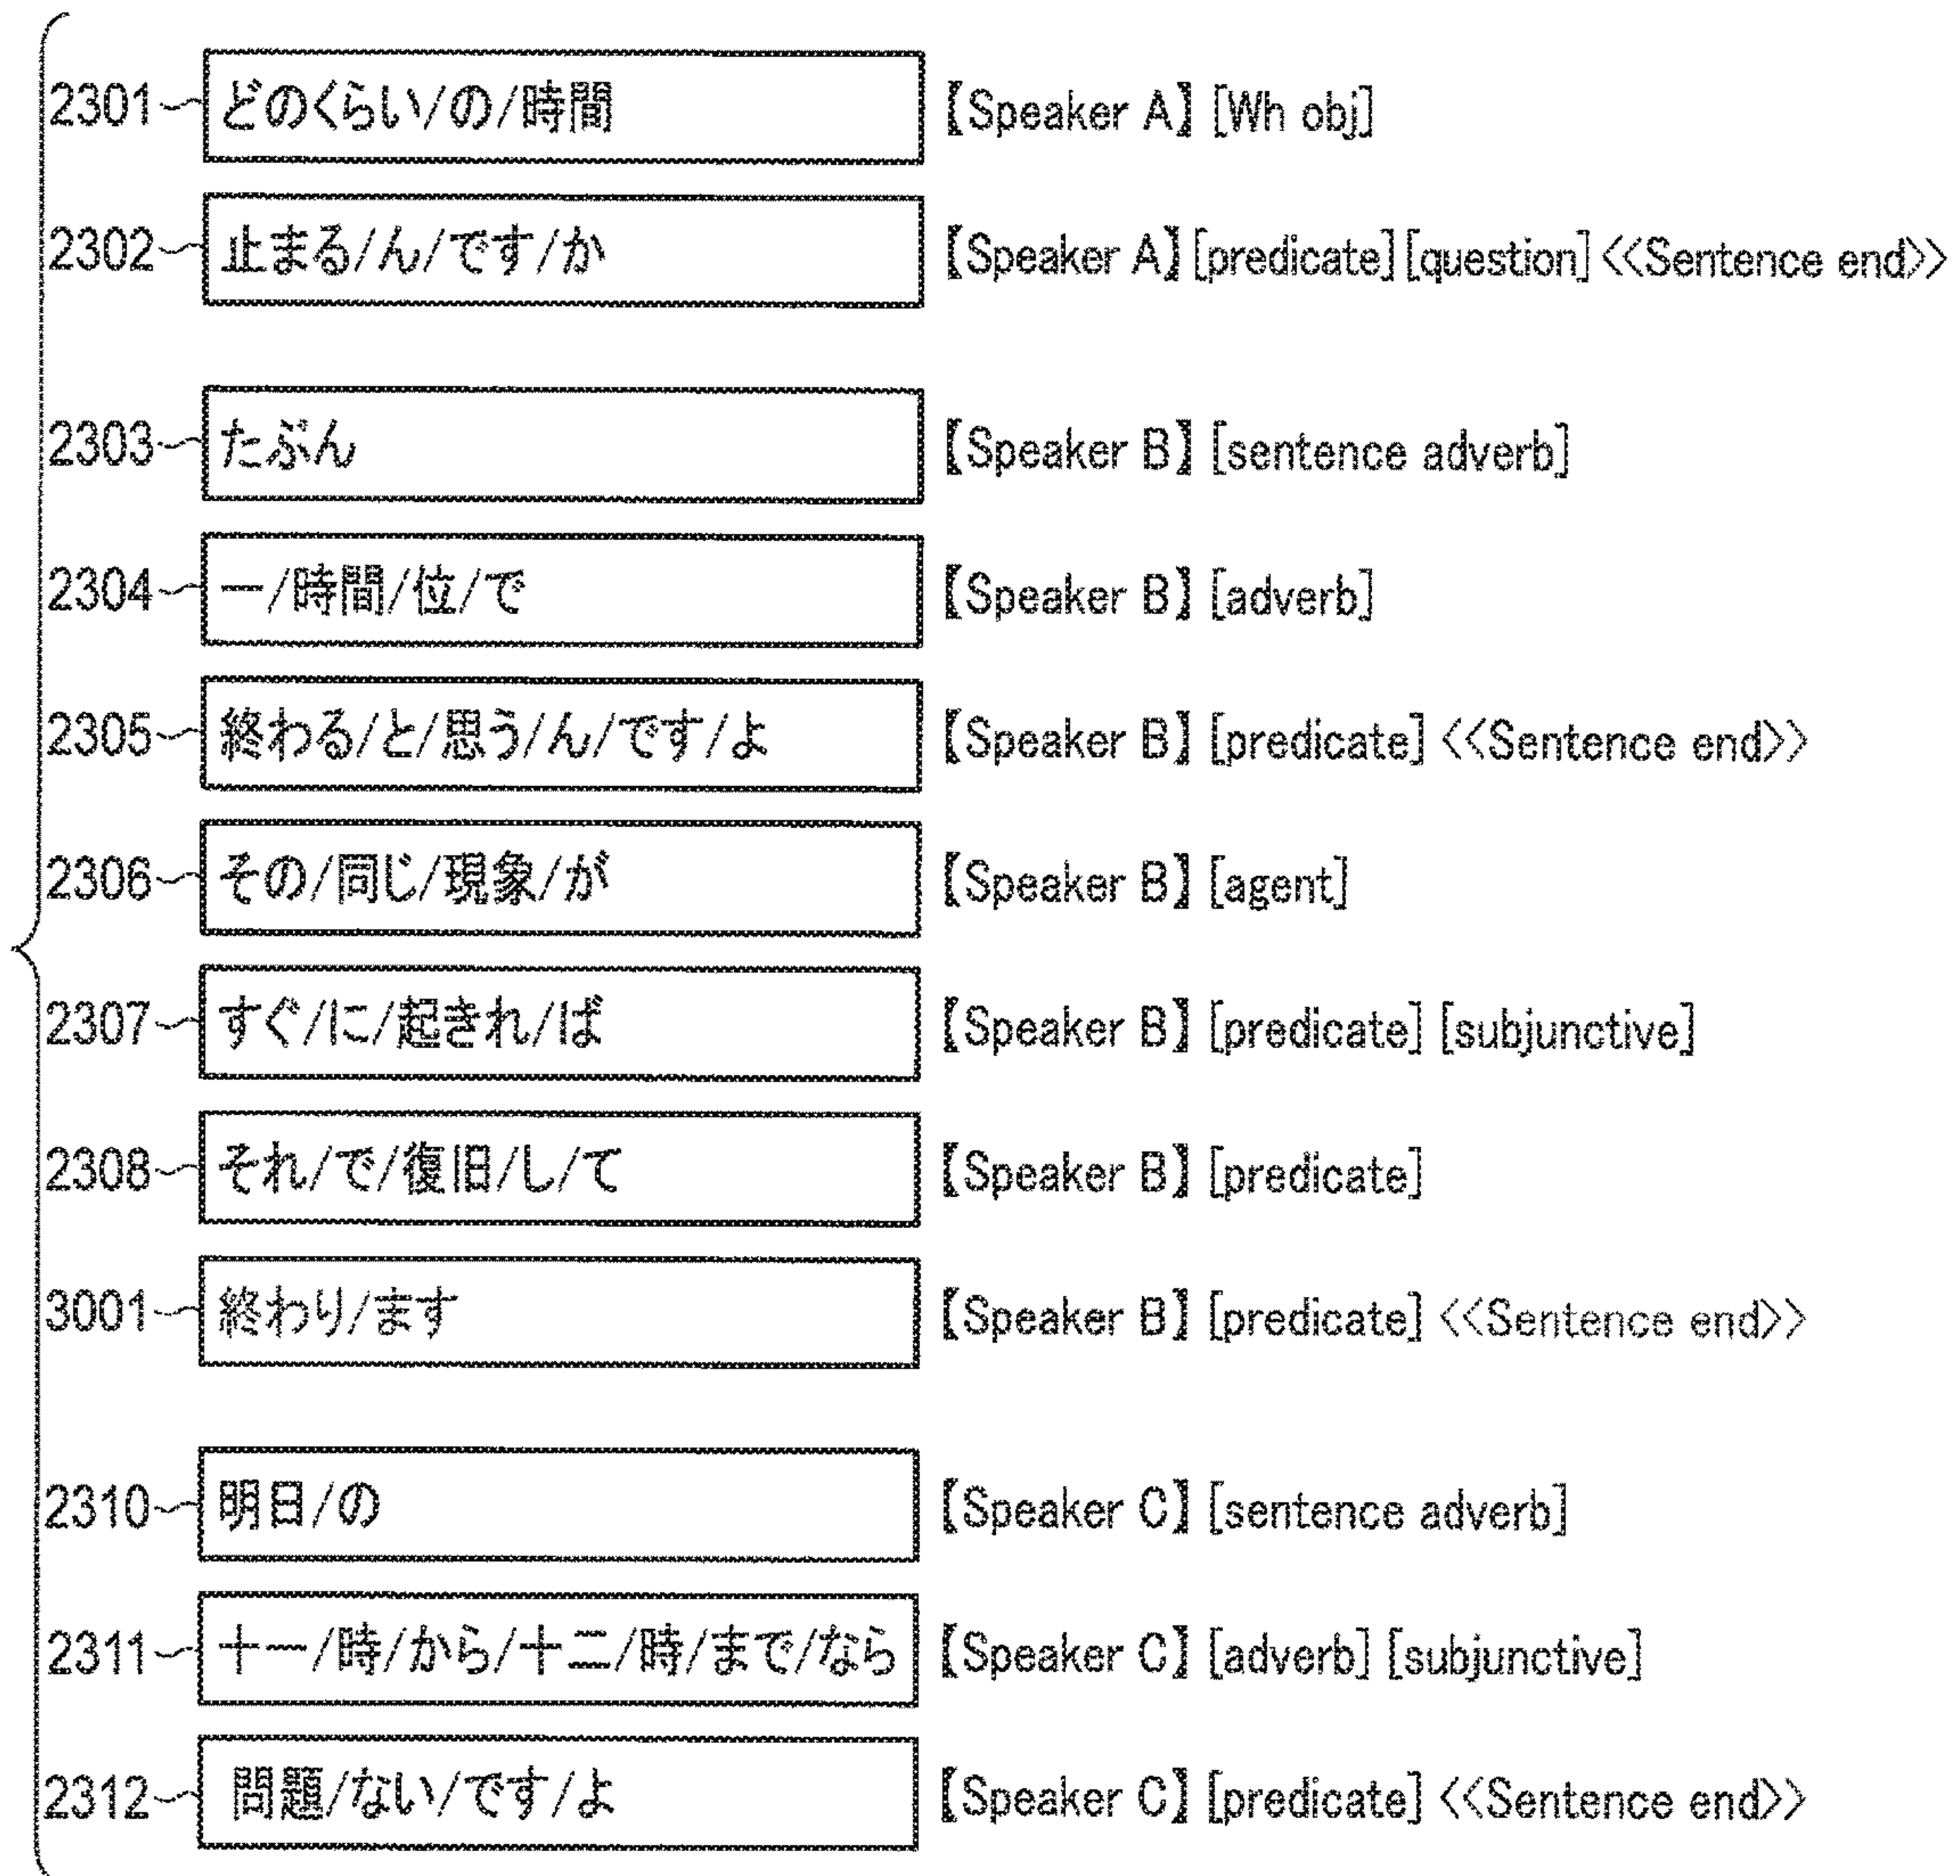 2301 どのくらい/の/時間 【Speaker A】 [Wh obj]
2302 止まる/ん/です/か 【Speaker A】 [predicate] [question] <<Sentence end>>
2303 たぶん 【Speaker B】 [sentence adverb]
2304 一/時間/位/で 【Speaker B】 [adverb]
2305 終わる/と/思う/ん/です/よ 【Speaker B】 [predicate] <<Sentence end>>
2306 その/同じ/現象/が 【Speaker B】 [agent]
2307 すぐ/に/起きれ/ば 【Speaker B】 [predicate] [subjunctive]
2308 それ/で/復旧/し/て 【Speaker B】 [predicate]
3001 終わり/ます 【Speaker B】 [predicate] <<Sentence end>>
2310 明日/の 【Speaker C】 [sentence adverb]
2311 十一/時/から/十二/時/まで/なら 【Speaker C】 [adverb] [subjunctive]
2312 問題/ない/です/よ 【Speaker C】 [predicate] <<Sentence end>>